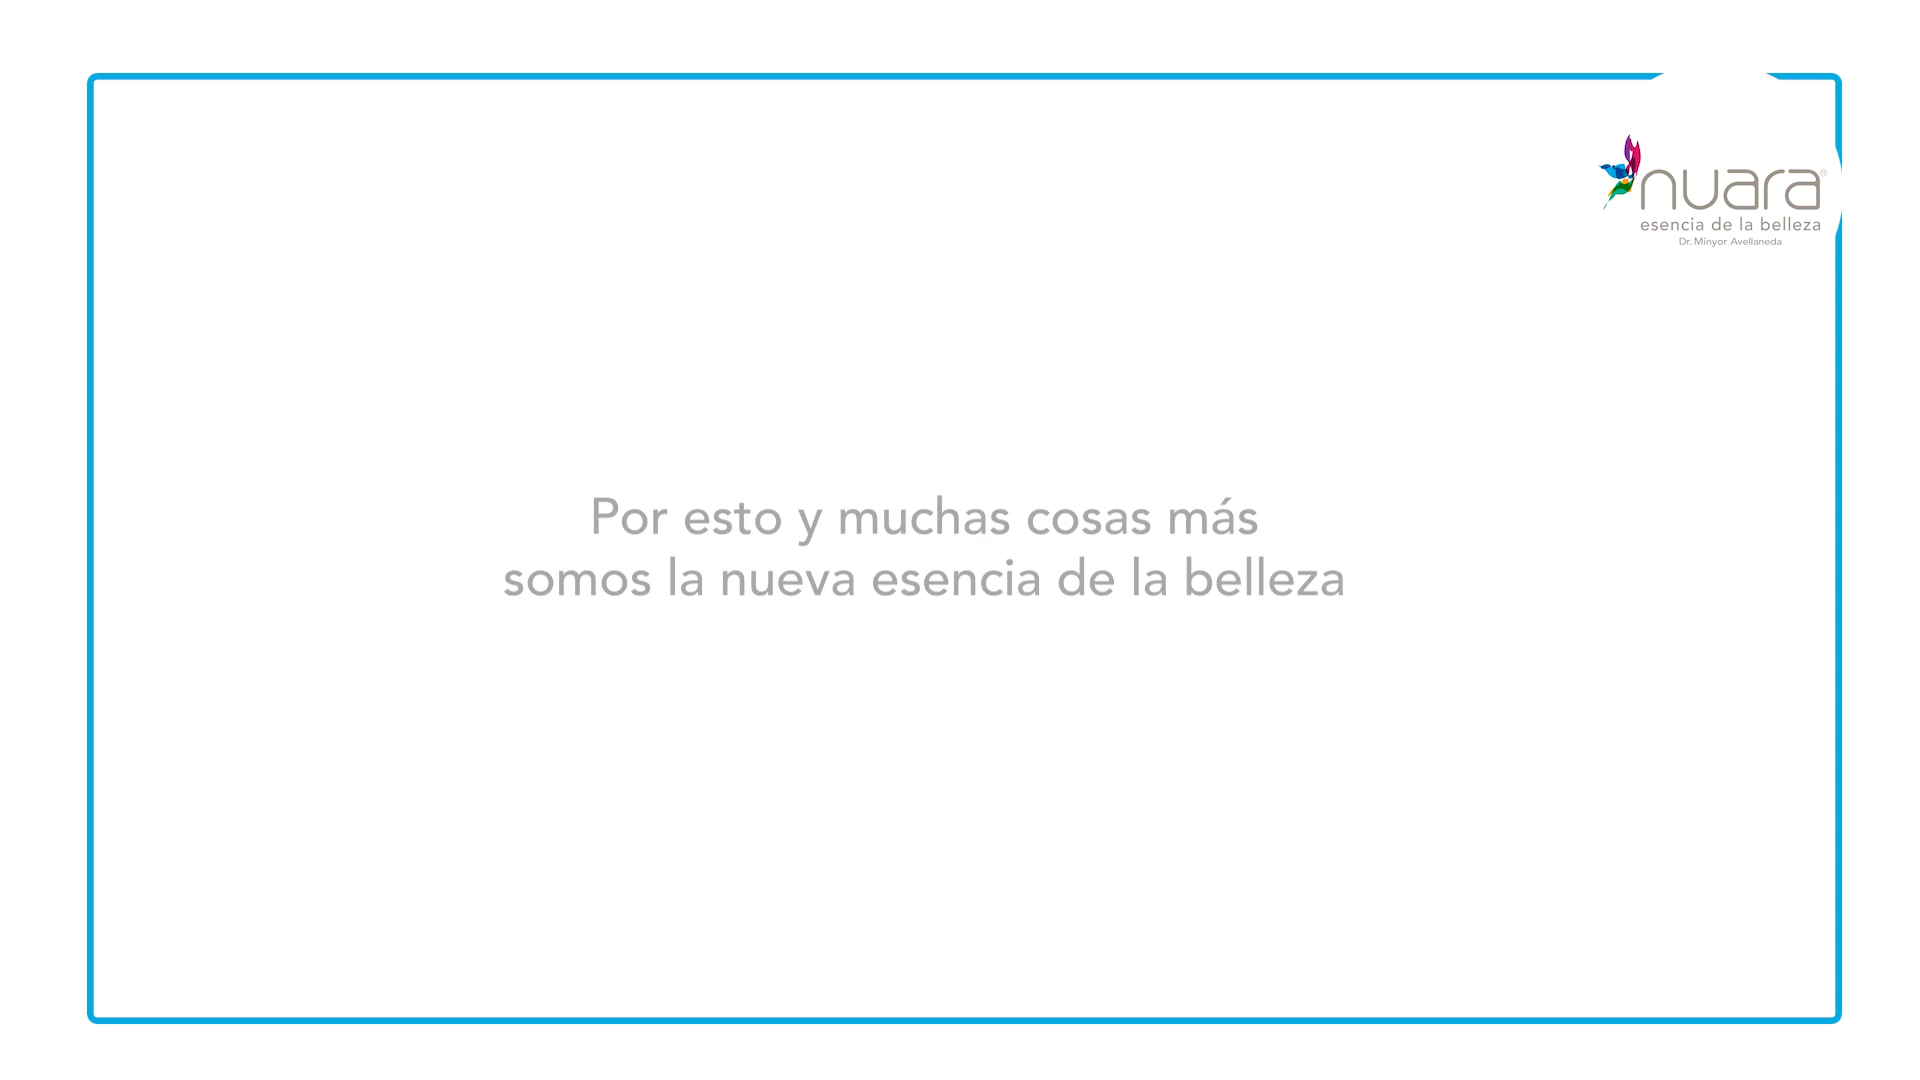 nuara®
esencia de la belleza
Dr. Minyor Avellaneda
Por esto y muchas cosas más
somos la nueva esencia de la belleza